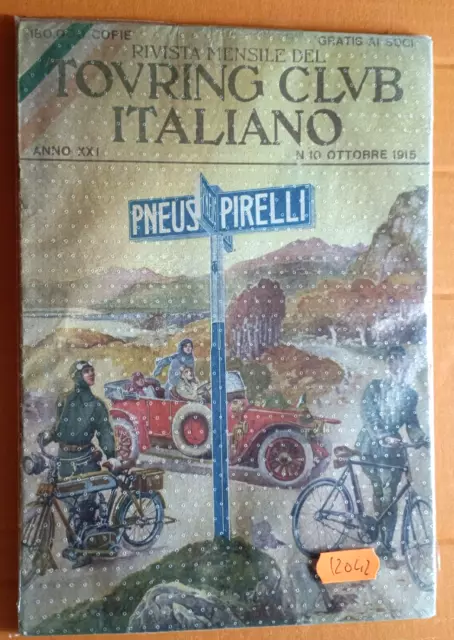 150.000 COPIE GRATIS AI SOCI
RIVISTA MENSILE DEL
TOVRING CLVB
ITALIANO
ANNO XXI N. 10 OTTOBRE 1915
PNEUS PIRELLI
12042